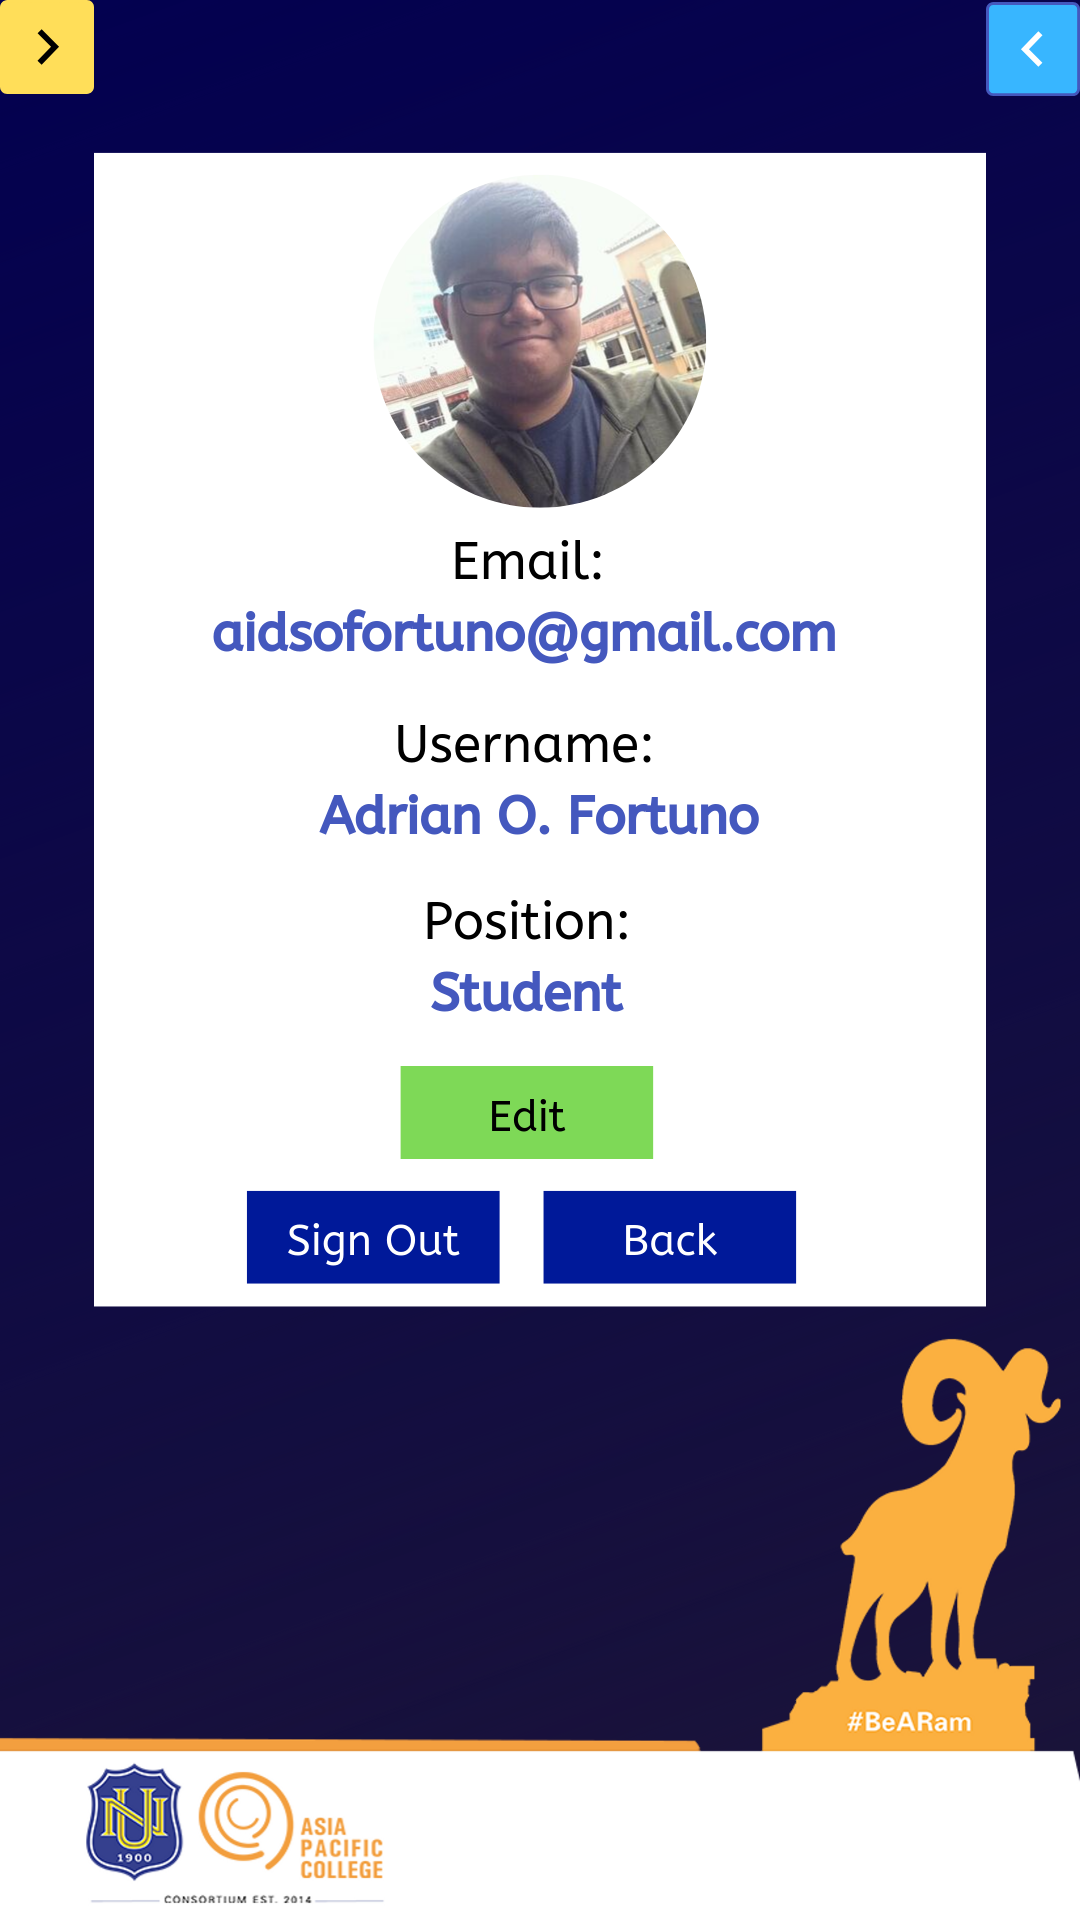 Email:
aidsofortuno@gmail.com
Username:
Adrian O. Fortuno
Position:
Student
Edit
Sign Out
Back
#BeARam
NU
1900
ASIA
PACIFIC
COLLEGE
CONSORTIUM EST. 2014